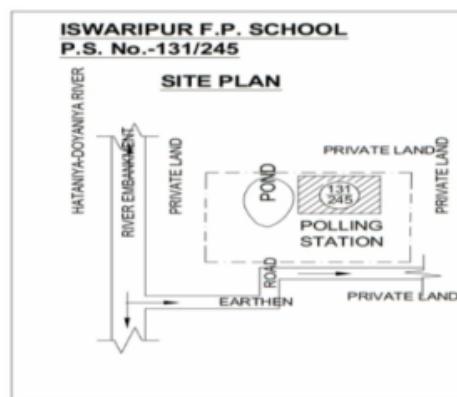 ISWARIPUR F.P. SCHOOL
P.S. No.-131/245
SITE PLAN
HATANIYA-DOYANIYA RIVER
RIVER EMBANKMENT
PRIVATE LAND
PRIVATE LAND
PRIVATE LAND
POND
131
245
POLLING
STATION
ROAD
EARTHEN
PRIVATE LAND